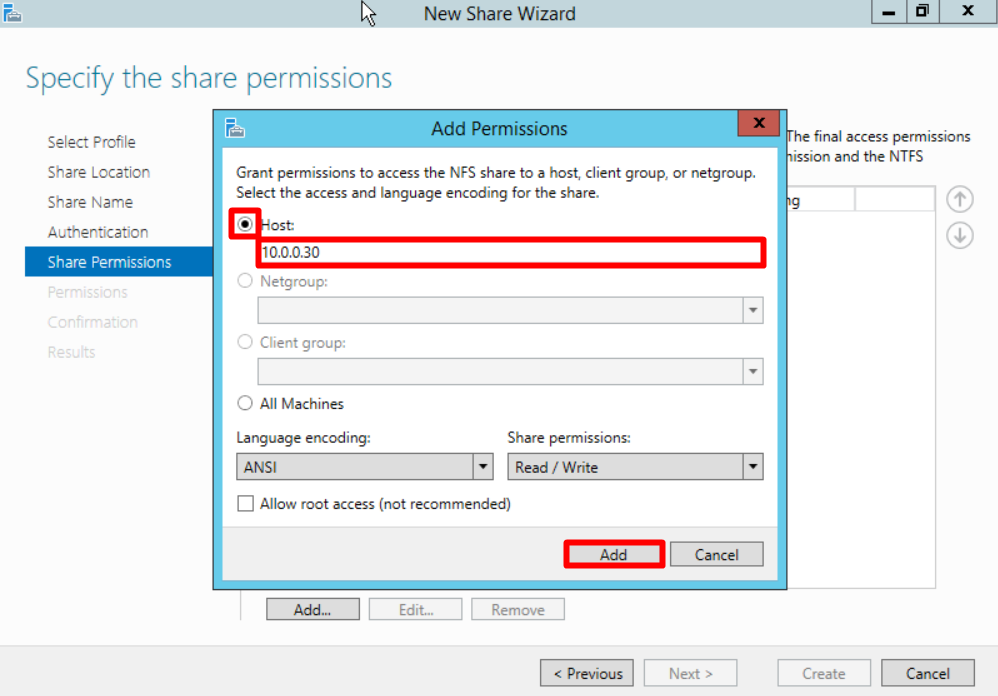 New Share Wizard
Specify the share permissions
Select Profile
Share Location
Share Name
Authentication
Share Permissions
Permissions
Confirmation
Results
The final access permissions
mission and the NTFS
Add Permissions
Grant permissions to access the NFS share to a host, client group, or netgroup.
Select the access and language encoding for the share.
Host:
10.0.0.30
Netgroup:
Client group:
All Machines
Language encoding:
Share permissions:
ANSI
Read / Write
Allow root access (not recommended)
Add
Cancel
Add...
Edit...
Remove
< Previous
Next >
Create
Cancel